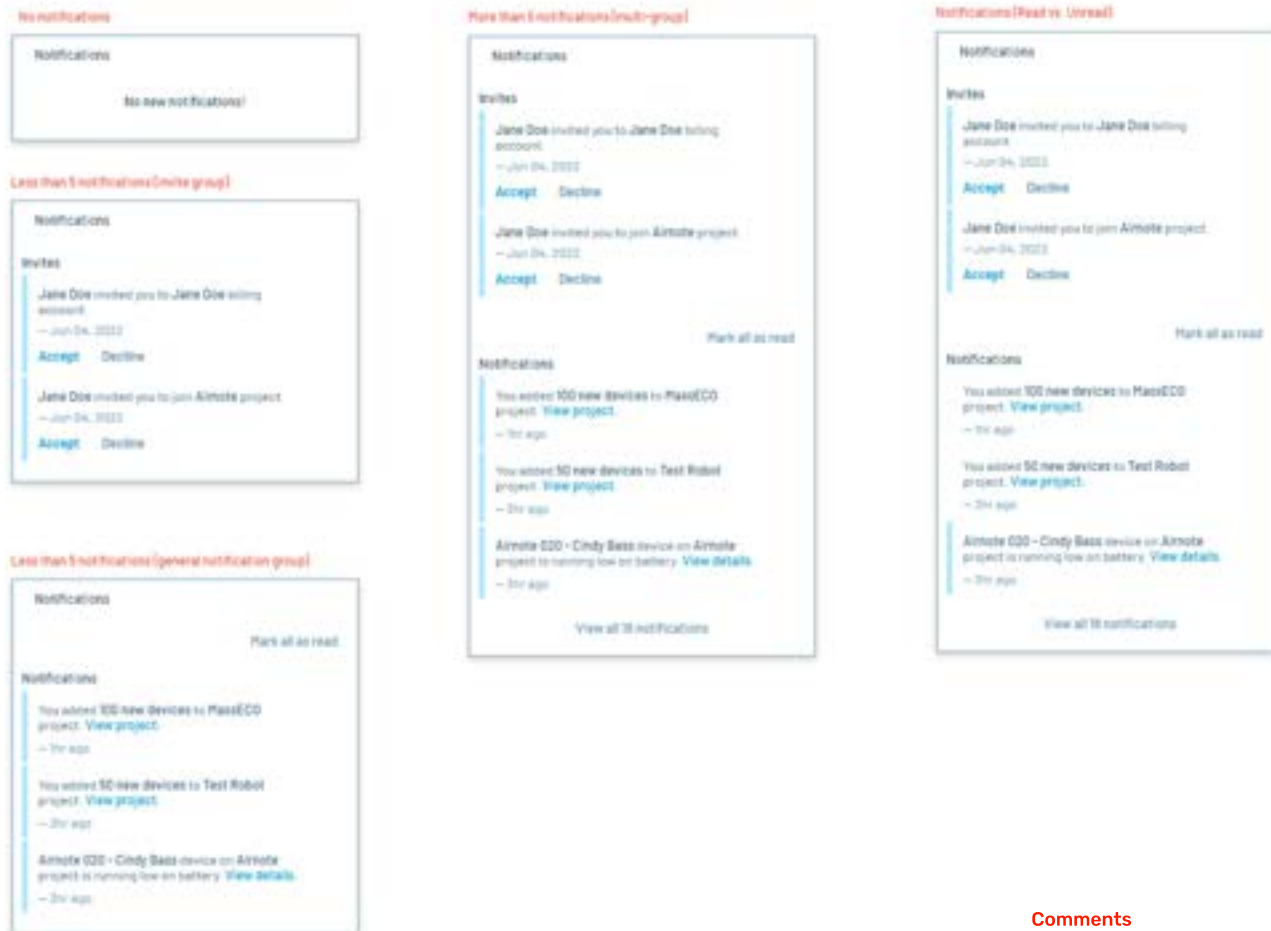 No notifications
Notifications
No new notifications!
Less than 5 notifications (invite group)
Notifications
Invites
Jane Doe invited you to Jane Doe billing
account
— Jun 04, 2022
Accept Decline
Jane Doe invited you to join Airnote project
— Jun 04, 2022
Accept Decline
Less than 5 notifications (general notification group)
Notifications
Mark all as read
Notifications
You added 100 new devices to MassECO
project. View project.
— 1hr ago
You added 50 new devices to Test Robot
project. View project.
— 2hr ago
Airnote 020 - Cindy Bass device on Airnote
project is running low on battery. View details.
— 3hr ago
More than 5 notifications (multi-group)
Notifications
Invites
Jane Doe invited you to Jane Doe billing
account
— Jun 04, 2022
Accept Decline
Jane Doe invited you to join Airnote project
— Jun 04, 2022
Accept Decline
Mark all as read
Notifications
You added 100 new devices to MassECO
project. View project.
— 1hr ago
You added 50 new devices to Test Robot
project. View project.
— 2hr ago
Airnote 020 - Cindy Bass device on Airnote
project is running low on battery. View details.
— 3hr ago
View all notifications
Notifications (Read vs. Unread)
Notifications
Invites
Jane Doe invited you to Jane Doe billing
account
— Jun 04, 2022
Accept Decline
Jane Doe invited you to join Airnote project
— Jun 04, 2022
Accept Decline
Mark all as read
Notifications
You added 100 new devices to MassECO
project. View project.
— 1hr ago
You added 50 new devices to Test Robot
project. View project.
— 2hr ago
Airnote 020 - Cindy Bass device on Airnote
project is running low on battery. View details.
— 3hr ago
View all notifications
Comments